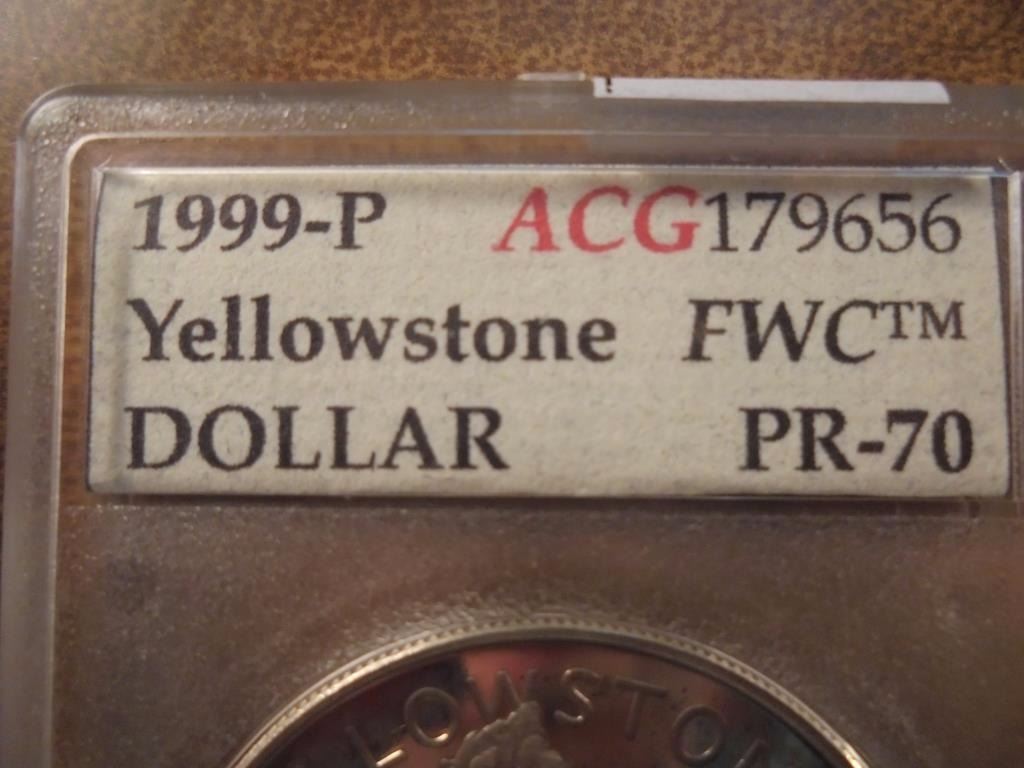 1999-P ACG179656
Yellowstone FWC™
DOLLAR PR-70